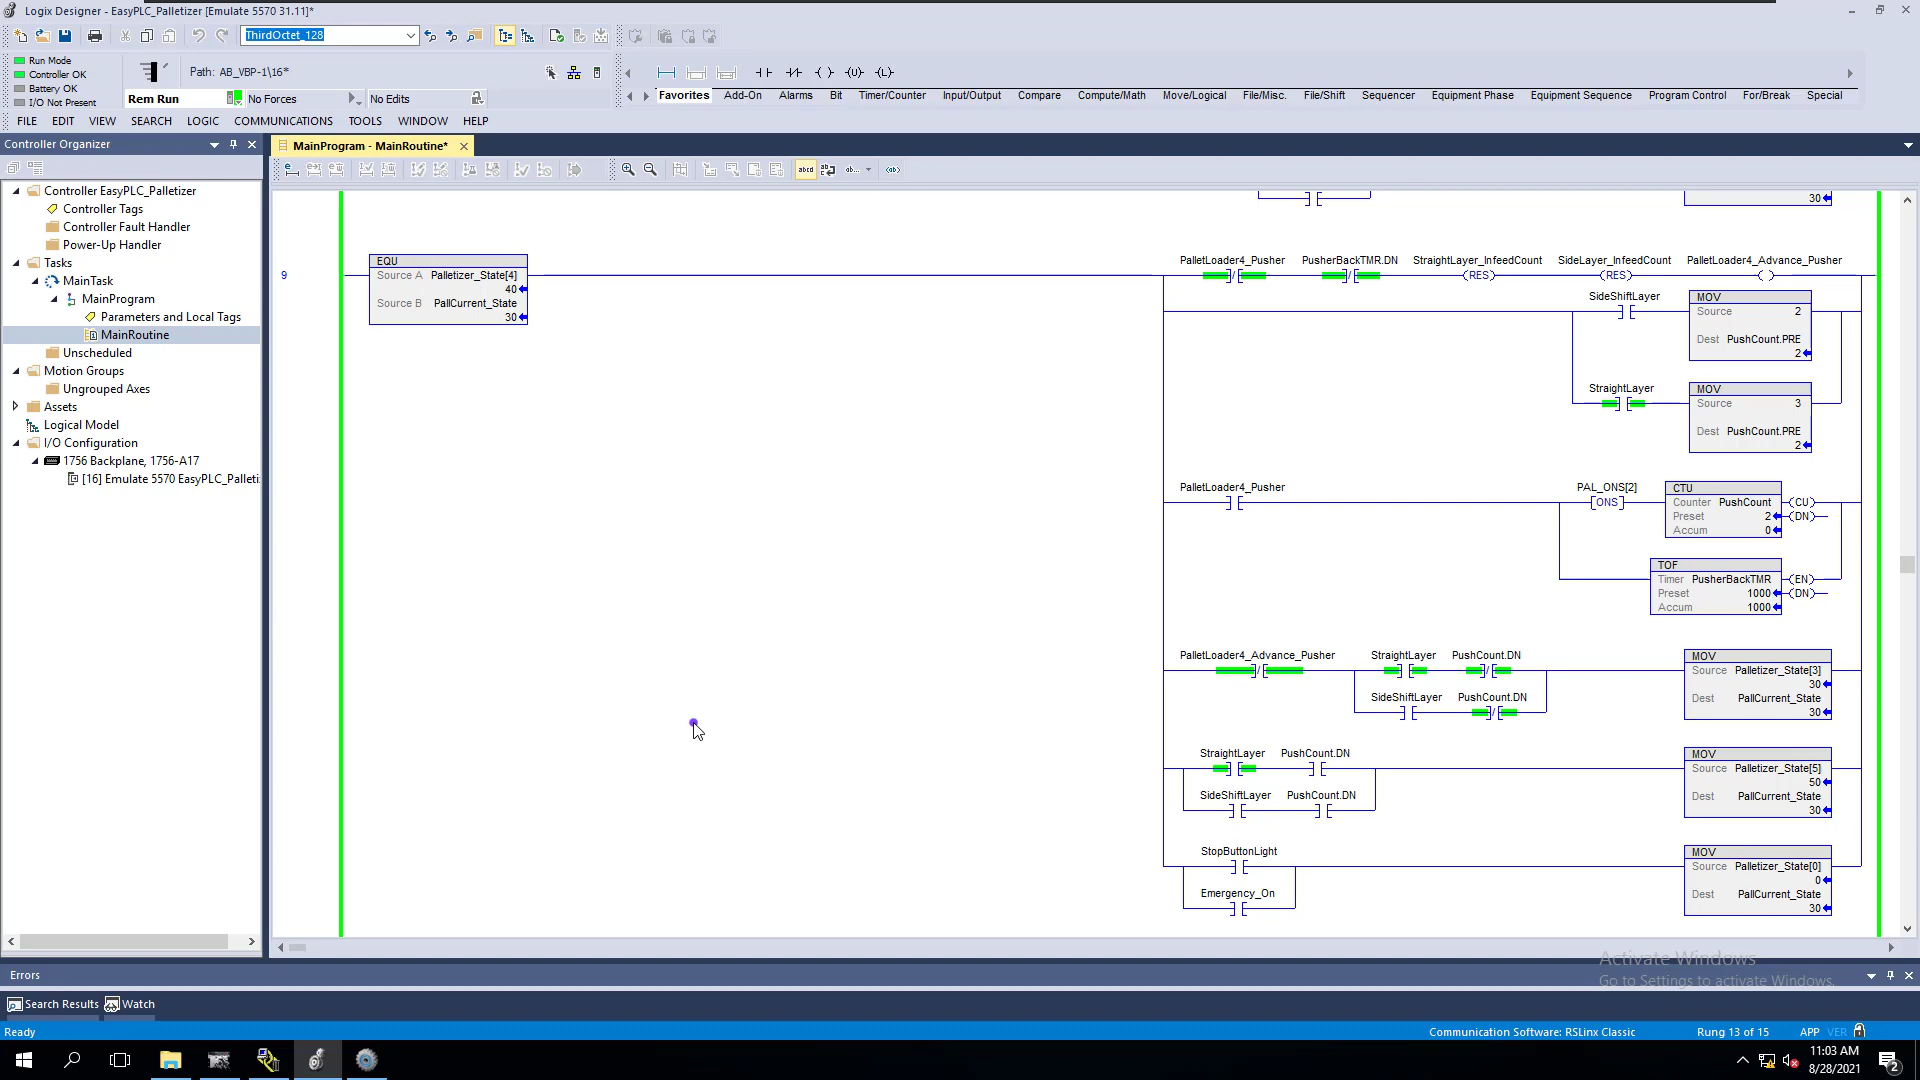 Logix Designer - EasyPLC_Palletizer [Emulate 5570 31.11]*
ThirdOctet_128
Run Mode
Controller OK
Battery OK
I/O Not Present
Path: AB_VBP-1\16*
Rem Run
No Forces
No Edits
Favorites Add-On Alarms Bit Timer/Counter Input/Output Compare Compute/Math Move/Logical File/Misc. File/Shift Sequencer Equipment Phase Equipment Sequence Program Control For/Break Special
FILE EDIT VIEW SEARCH LOGIC COMMUNICATIONS TOOLS WINDOW HELP
Controller Organizer
MainProgram - MainRoutine*
Controller EasyPLC_Palletizer
Controller Tags
Controller Fault Handler
Power-Up Handler
Tasks
MainTask
MainProgram
Parameters and Local Tags
MainRoutine
Unscheduled
Motion Groups
Ungrouped Axes
Assets
Logical Model
I/O Configuration
1756 Backplane, 1756-A17
[16] Emulate 5570 EasyPLC_Palleti
30
9
EQU
Source A Palletizer_State[4]
40
Source B PallCurrent_State
30
PalletLoader4_Pusher PusherBackTMR.DN StraightLayer_InfeedCount SideLayer_InfeedCount PalletLoader4_Advance_Pusher
RES RES
SideShiftLayer
MOV
Source 2
Dest PushCount.PRE
2
StraightLayer
MOV
Source 3
Dest PushCount.PRE
2
PalletLoader4_Pusher
PAL_ONS[2]
ONS
CTU
Counter PushCount
Preset 2
Accum 0
CU
DN
TOF
Timer PusherBackTMR
Preset 1000
Accum 1000
EN
DN
PalletLoader4_Advance_Pusher StraightLayer PushCount.DN
SideShiftLayer PushCount.DN
MOV
Source Palletizer_State[3]
30
Dest PallCurrent_State
30
StraightLayer PushCount.DN
SideShiftLayer PushCount.DN
MOV
Source Palletizer_State[5]
50
Dest PallCurrent_State
30
StopButtonLight
Emergency_On
MOV
Source Palletizer_State[0]
0
Dest PallCurrent_State
30
Activate Windows
Go to Settings to activate Windows.
Errors
Search Results Watch
Ready
Communication Software: RSLinx Classic
Rung 13 of 15
APP VER
11:03 AM
8/28/2021
2